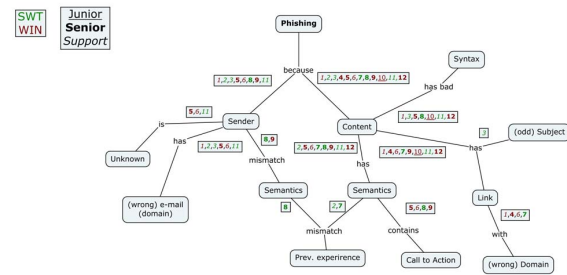 SWT
WIN
Junior
Senior
Support
Phishing
because
1,2,3,5,6,8,9,11
1,2,3,4,5,6,7,8,9,10,11,12
Syntax
has bad
1,3,5,8,10,11,12
Sender
Content
5,6,11
is
has
1,2,3,5,6,11
8,9
mismatch
2,5,6,7,8,9,11,12
has
1,4,6,7,9,10,11,12
3
has
(odd) Subject
Unknown
(wrong) e-mail
(domain)
Semantics
Semantics
Link
8
2,7
5,6,8,9
1,4,6,7
mismatch
contains
with
Prev. experirence
Call to Action
(wrong) Domain